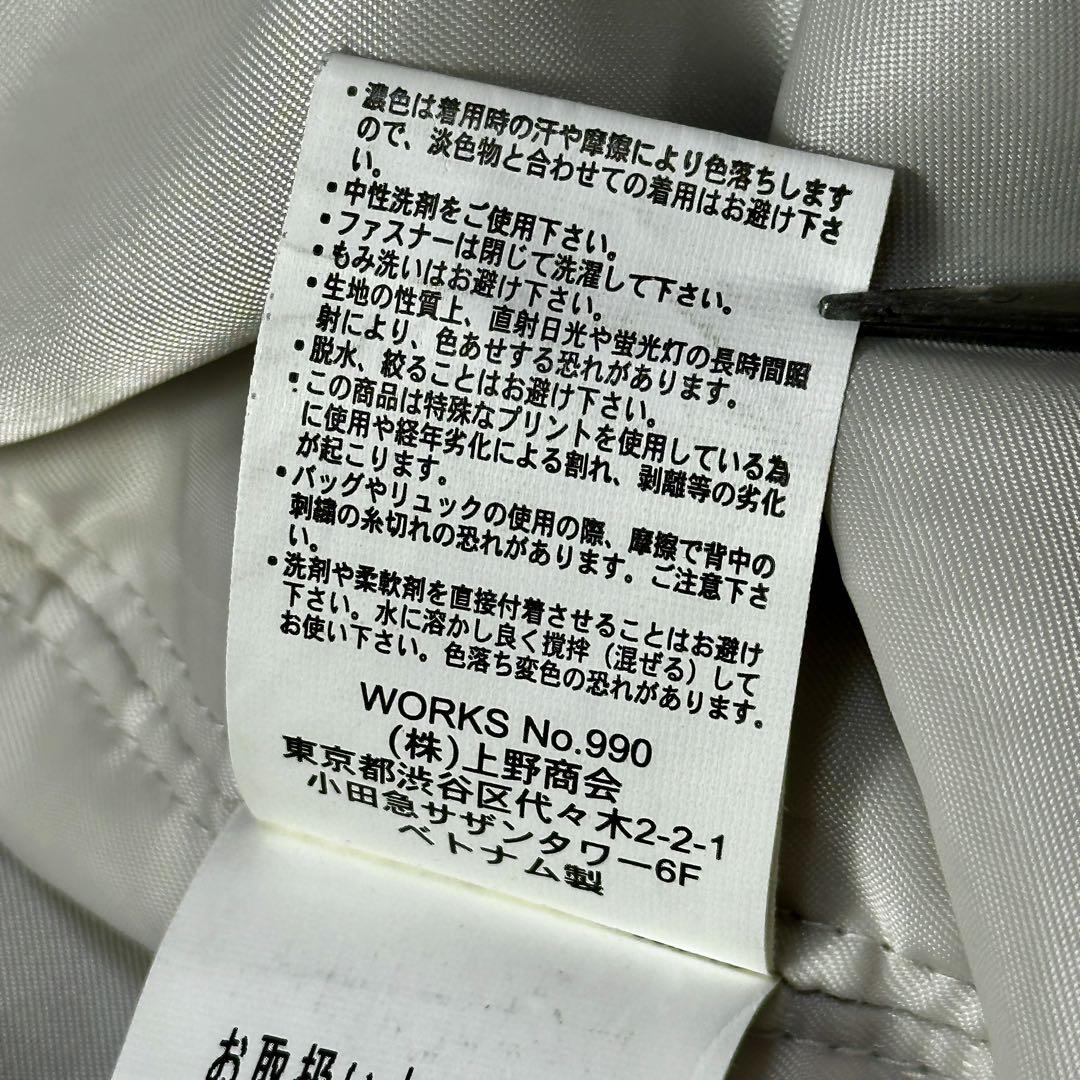 ・濃色は着用時の汗や摩擦により色落ちします
ので、淡色物と合わせての着用はお避け下さ
い。
・中性洗剤をご使用下さい。
・ファスナーは閉じて洗濯して下さい。
・もみ洗いはお避け下さい。
・生地の性質上、直射日光や蛍光灯の長時間照
射により、色あせする恐れがあります。
・脱水、絞ることはお避け下さい。
・この商品は特殊なプリントを使用している為
に使用や経年劣化による割れ、剥離等の劣化
が起こります。
・バッグやリュックの使用の際、摩擦で背中の
刺繍の糸切れの恐れがあります。ご注意下さ
い。
・洗剤や柔軟剤を直接付着させることはお避け
下さい。水に溶かし良く撹拌(混ぜる)して
お使い下さい。色落ち変色の恐れがあります。
WORKS No.990
(株)上野商会
東京都渋谷区代々木2-2-1
小田急サザンタワー6F
ベトナム製
お取扱い